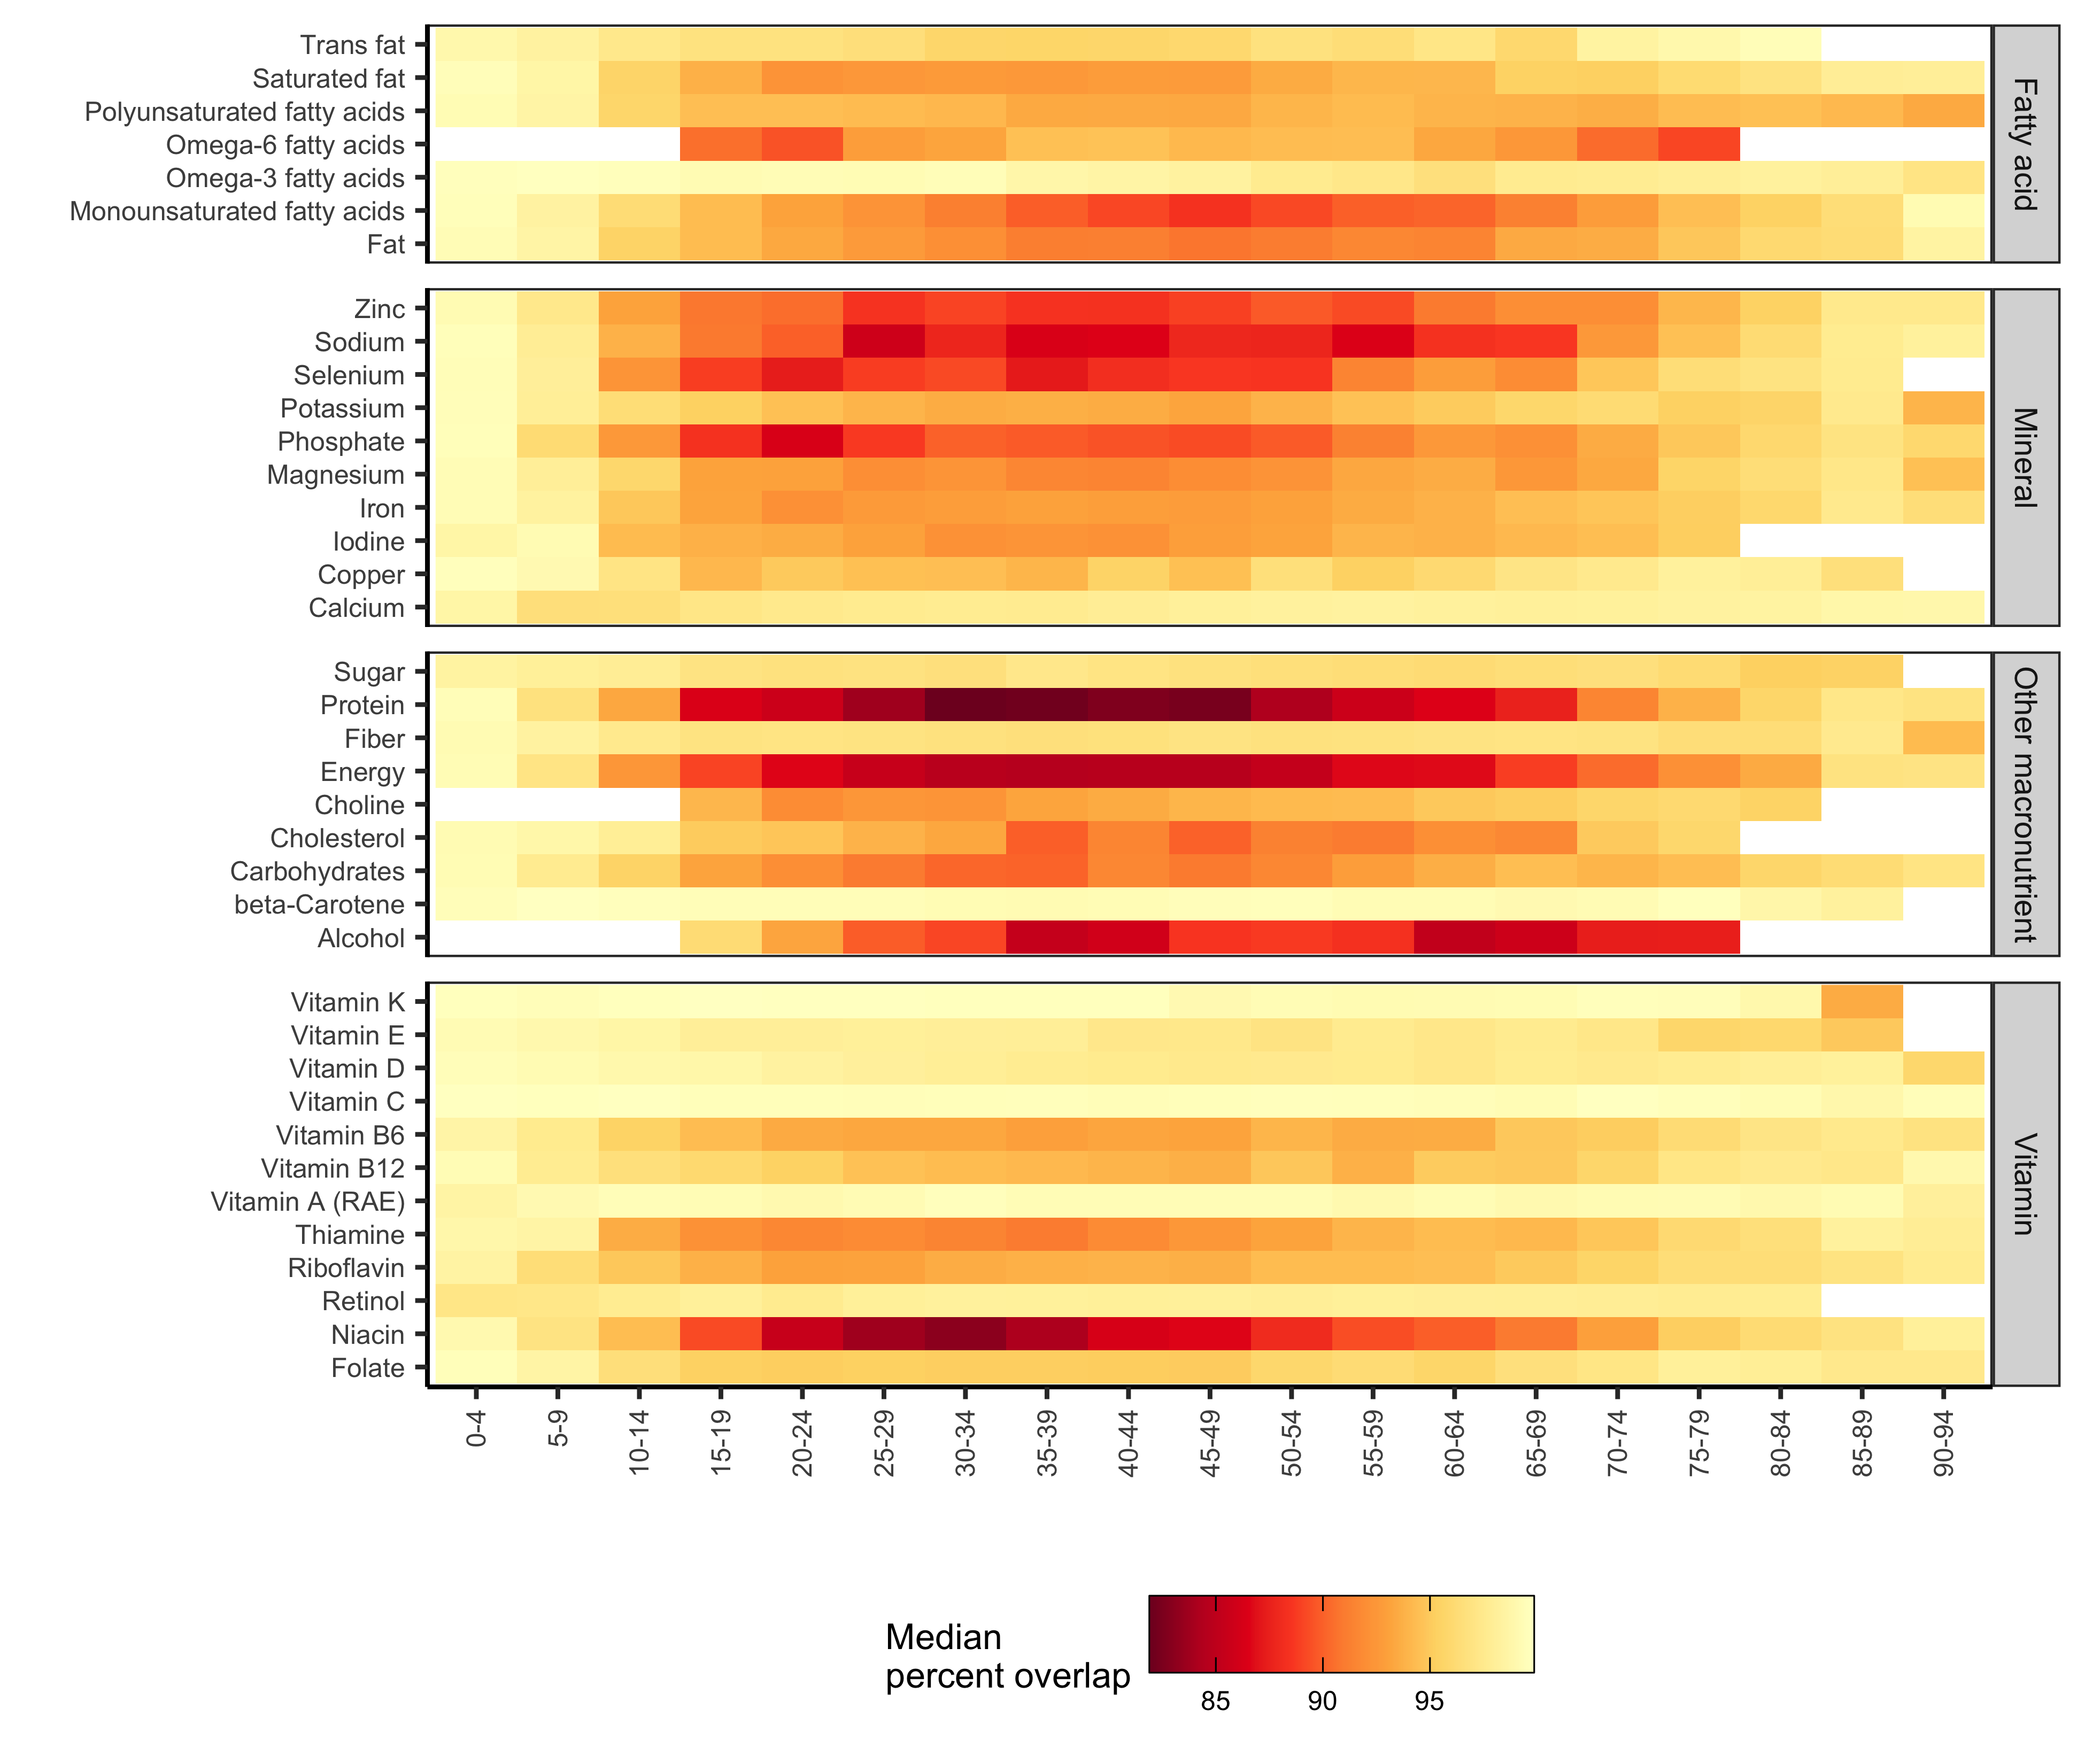 Trans fat
Saturated fat
Polyunsaturated fatty acids
Omega-6 fatty acids
Omega-3 fatty acids
Monounsaturated fatty acids
Fat
Fatty acid
Zinc
Sodium
Selenium
Potassium
Phosphate
Magnesium
Iron
Iodine
Copper
Calcium
Mineral
Sugar
Protein
Fiber
Energy
Choline
Cholesterol
Carbohydrates
beta-Carotene
Alcohol
Other macronutrient
Vitamin K
Vitamin E
Vitamin D
Vitamin C
Vitamin B6
Vitamin B12
Vitamin A (RAE)
Thiamine
Riboflavin
Retinol
Niacin
Folate
Vitamin
0-4
5-9
10-14
15-19
20-24
25-29
30-34
35-39
40-44
45-49
50-54
55-59
60-64
65-69
70-74
75-79
80-84
85-89
90-94
Median
percent overlap
85 90 95